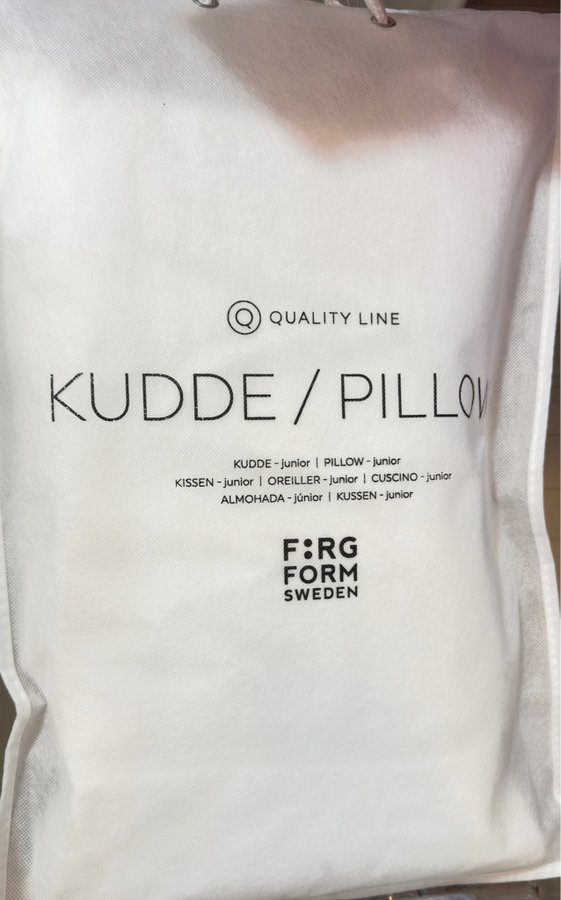 Q QUALITY LINE
KUDDE / PILLOW
KUDDE - junior | PILLOW - junior
KISSEN - junior | OREILLER - junior | CUSCINO - junior
ALMOHADA - júnior | KUSSEN - junior
F:RG
FORM
SWEDEN